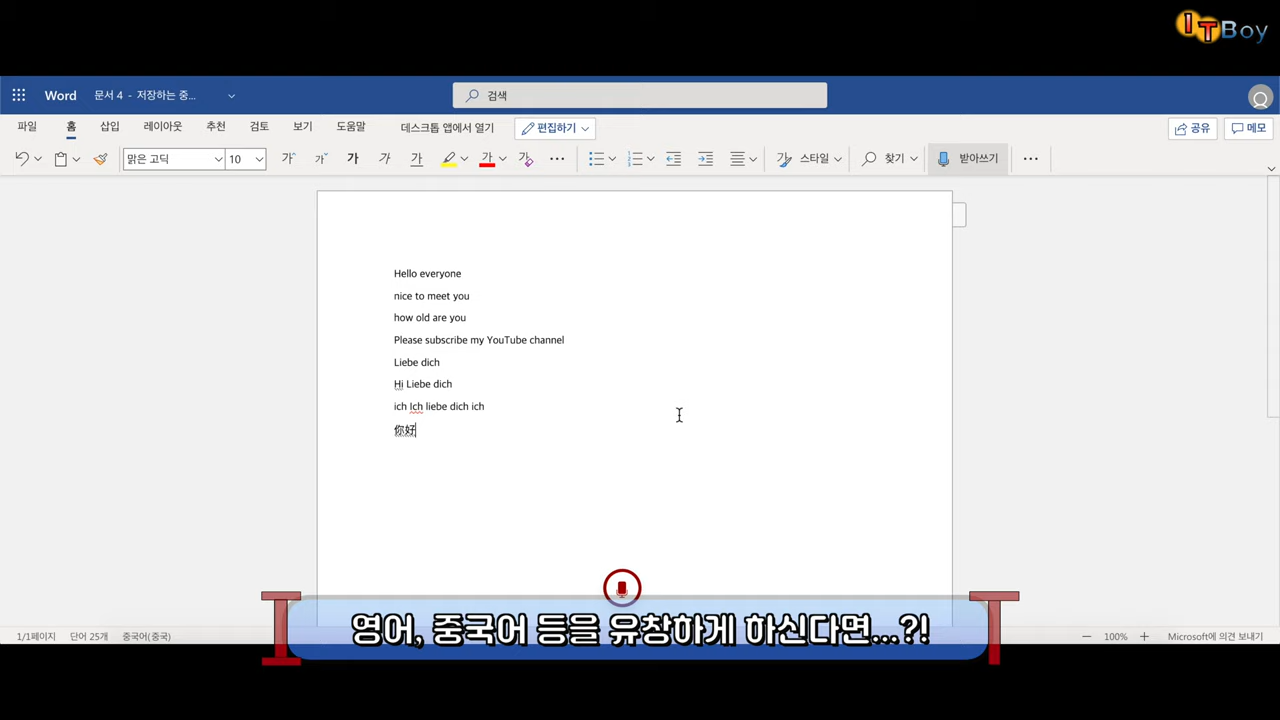 ITBoy
Word 문서 4 - 저장하는 중... 검색
파일 홈 삽입 레이아웃 추천 검토 보기 도움말 데스크톱 앱에서 열기 편집하기 공유 메모
맑은 고딕 10 가 가 가 가 가 가 스타일 찾기 받아쓰기
Hello everyone
nice to meet you
how old are you
Please subscribe my YouTube channel
Liebe dich
Hi Liebe dich
ich Ich liebe dich ich
你好
영어, 중국어 등을 유창하게 하신다면...?!
1/1페이지 단어 25개 중국어(중국) 100% Microsoft에 의견 보내기